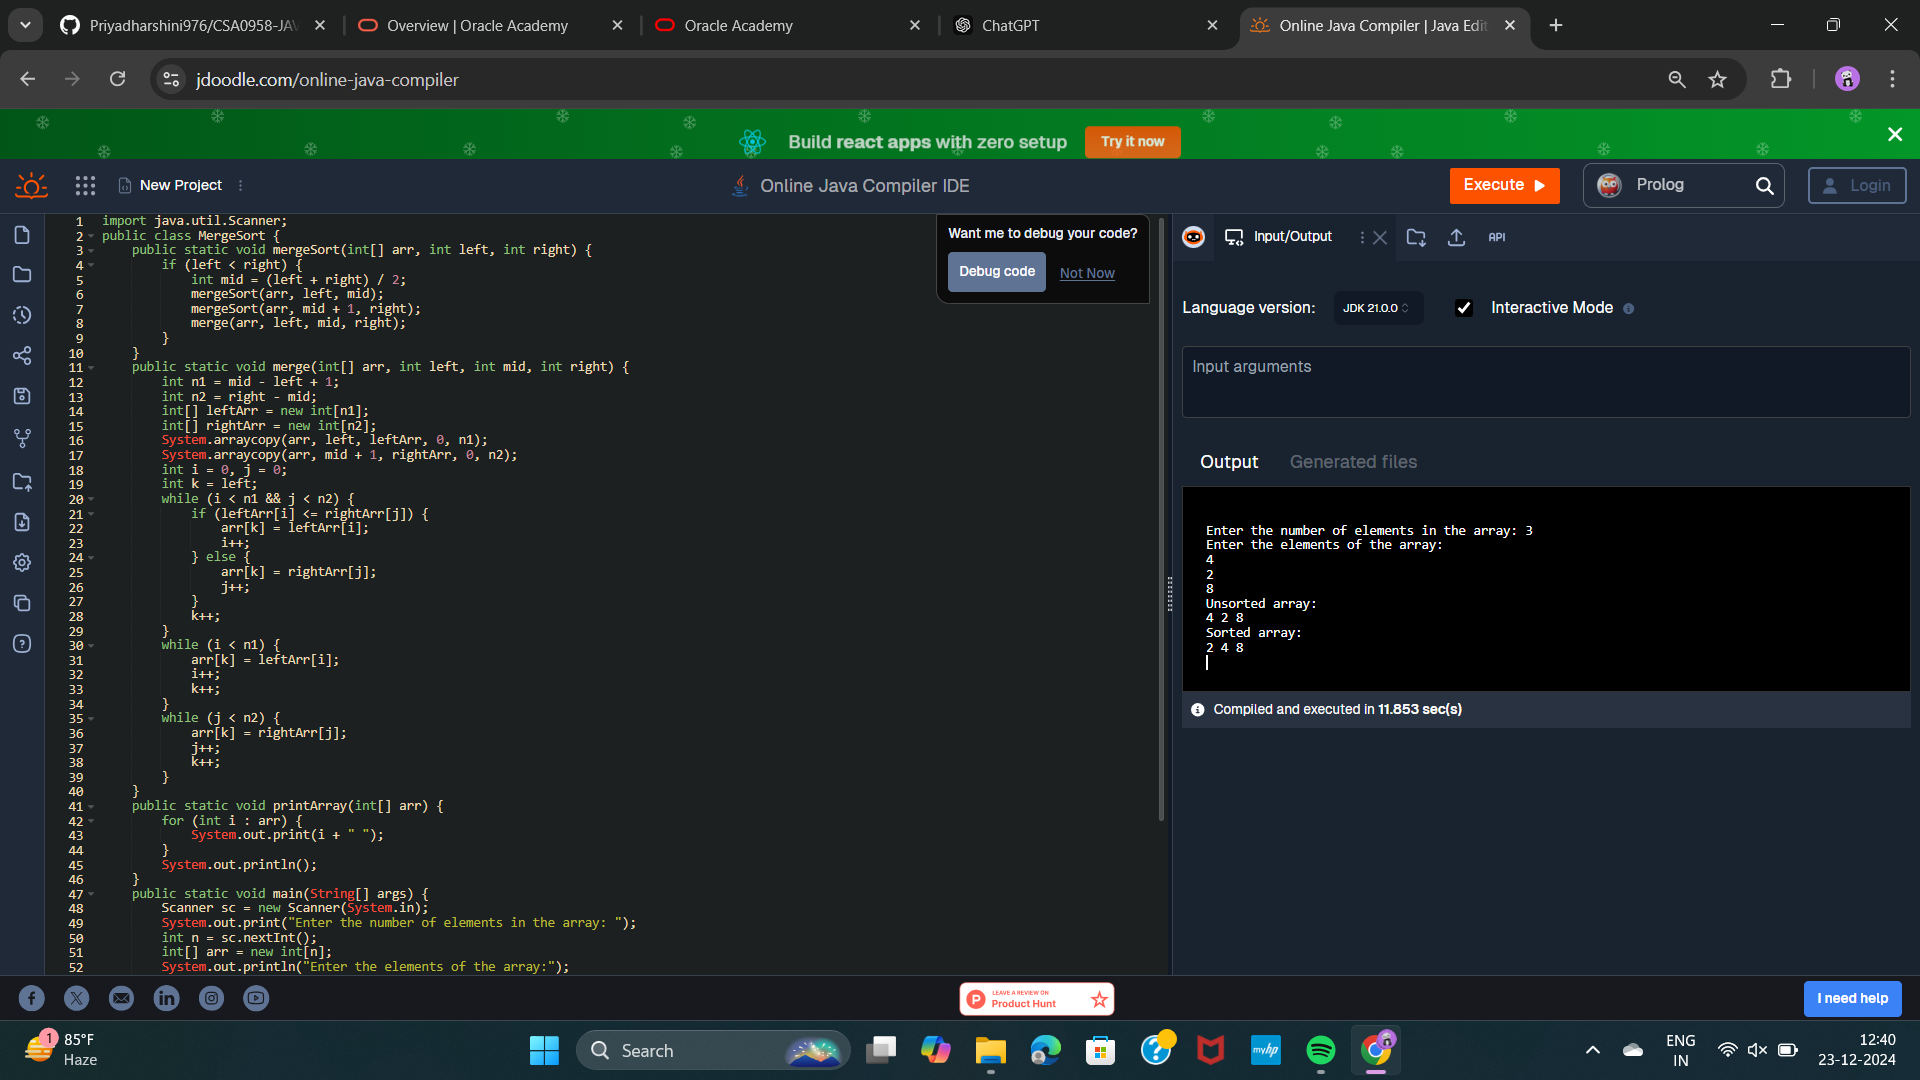 Priyadharshini976/CSA0958-JAV
Overview | Oracle Academy
Oracle Academy
ChatGPT
Online Java Compiler | Java Edit
jdoodle.com/online-java-compiler
Build react apps with zero setup
Try it now
New Project
Online Java Compiler IDE
Execute
Prolog
Login
1 import java.util.Scanner;
2 public class MergeSort {
3 public static void mergeSort(int[] arr, int left, int right) {
4 if (left < right) {
5 int mid = (left + right) / 2;
6 mergeSort(arr, left, mid);
7 mergeSort(arr, mid + 1, right);
8 merge(arr, left, mid, right);
9 }
10 }
11 public static void merge(int[] arr, int left, int mid, int right) {
12 int n1 = mid - left + 1;
13 int n2 = right - mid;
14 int[] leftArr = new int[n1];
15 int[] rightArr = new int[n2];
16 System.arraycopy(arr, left, leftArr, 0, n1);
17 System.arraycopy(arr, mid + 1, rightArr, 0, n2);
18 int i = 0, j = 0;
19 int k = left;
20 while (i < n1 && j < n2) {
21 if (leftArr[i] <= rightArr[j]) {
22 arr[k] = leftArr[i];
23 i++;
24 } else {
25 arr[k] = rightArr[j];
26 j++;
27 }
28 k++;
29 }
30 while (i < n1) {
31 arr[k] = leftArr[i];
32 i++;
33 k++;
34 }
35 while (j < n2) {
36 arr[k] = rightArr[j];
37 j++;
38 k++;
39 }
40 }
41 public static void printArray(int[] arr) {
42 for (int i : arr) {
43 System.out.print(i + " ");
44 }
45 System.out.println();
46 }
47 public static void main(String[] args) {
48 Scanner sc = new Scanner(System.in);
49 System.out.print("Enter the number of elements in the array: ");
50 int n = sc.nextInt();
51 int[] arr = new int[n];
52 System.out.println("Enter the elements of the array:");
Want me to debug your code?
Debug code
Not Now
Input/Output
API
Language version:
JDK 21.0.0
Interactive Mode
Input arguments
Output
Generated files
Enter the number of elements in the array: 3
Enter the elements of the array:
4
2
8
Unsorted array:
4 2 8
Sorted array:
2 4 8
Compiled and executed in 11.853 sec(s)
LEAVE A REVIEW ON
Product Hunt
I need help
1
85°F
Haze
Search
myhp
ENG
IN
12:40
23-12-2024